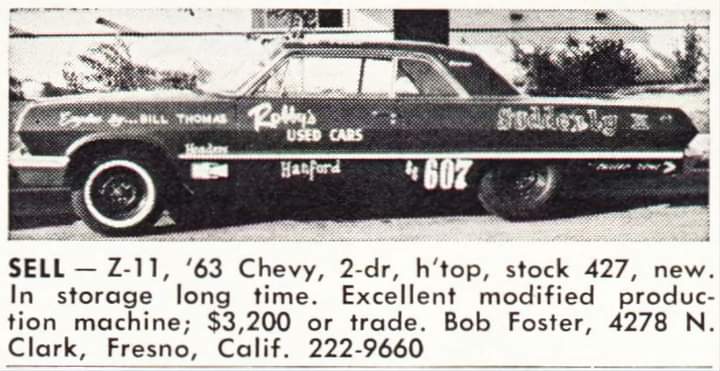 Engine by... BILL THOMAS
Robby's
USED CARS
Suddenly II
Headers
Hanford
607
SELL — Z-11, '63 Chevy, 2-dr, h'top, stock 427, new.
In storage long time. Excellent modified produc-
tion machine; $3,200 or trade. Bob Foster, 4278 N.
Clark, Fresno, Calif. 222-9660